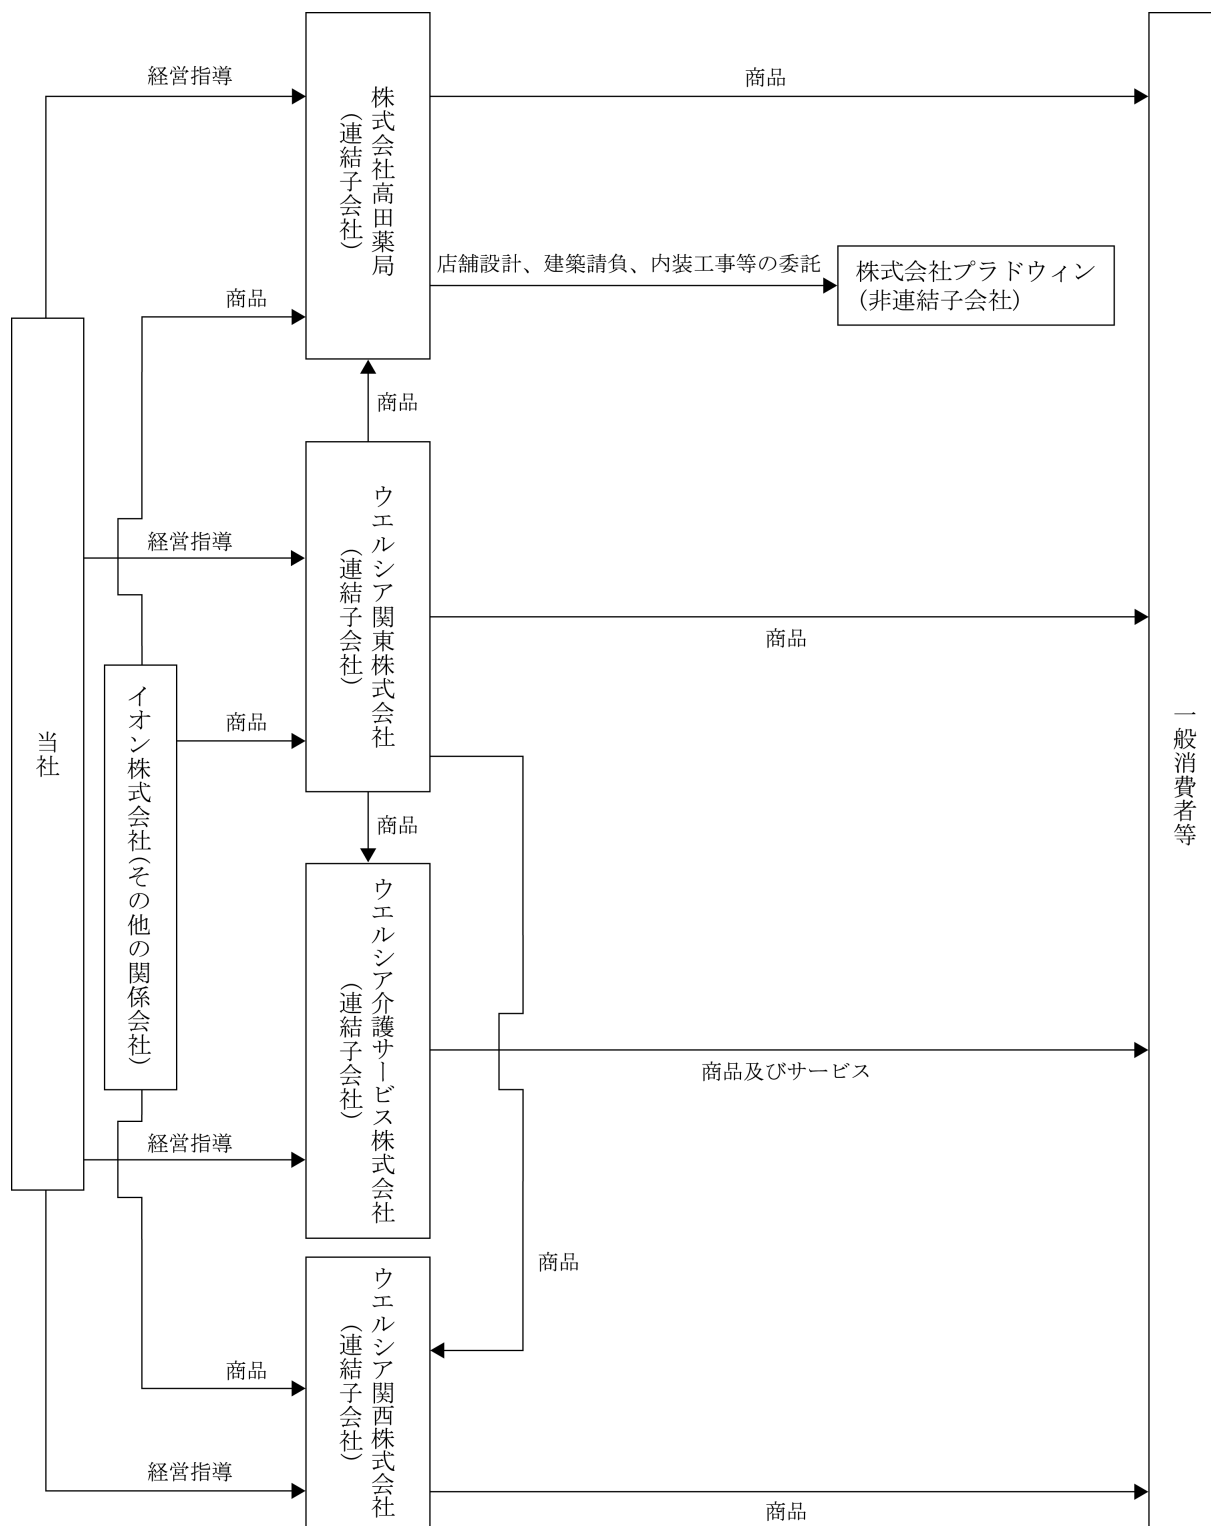 経営指導
商品
株式会社高田薬局
(連結子会社)
店舗設計、建築請負、内装工事等の委託
株式会社プラドウィン
(非連結子会社)
商品
商品
経営指導
ウエルシア関東株式会社
(連結子会社)
商品
当社
イオン株式会社(その他の関係会社)
商品
一般消費者等
商品
ウエルシア介護サービス株式会社
(連結子会社)
商品及びサービス
経営指導
商品
ウエルシア関西株式会社
(連結子会社)
商品
経営指導
商品